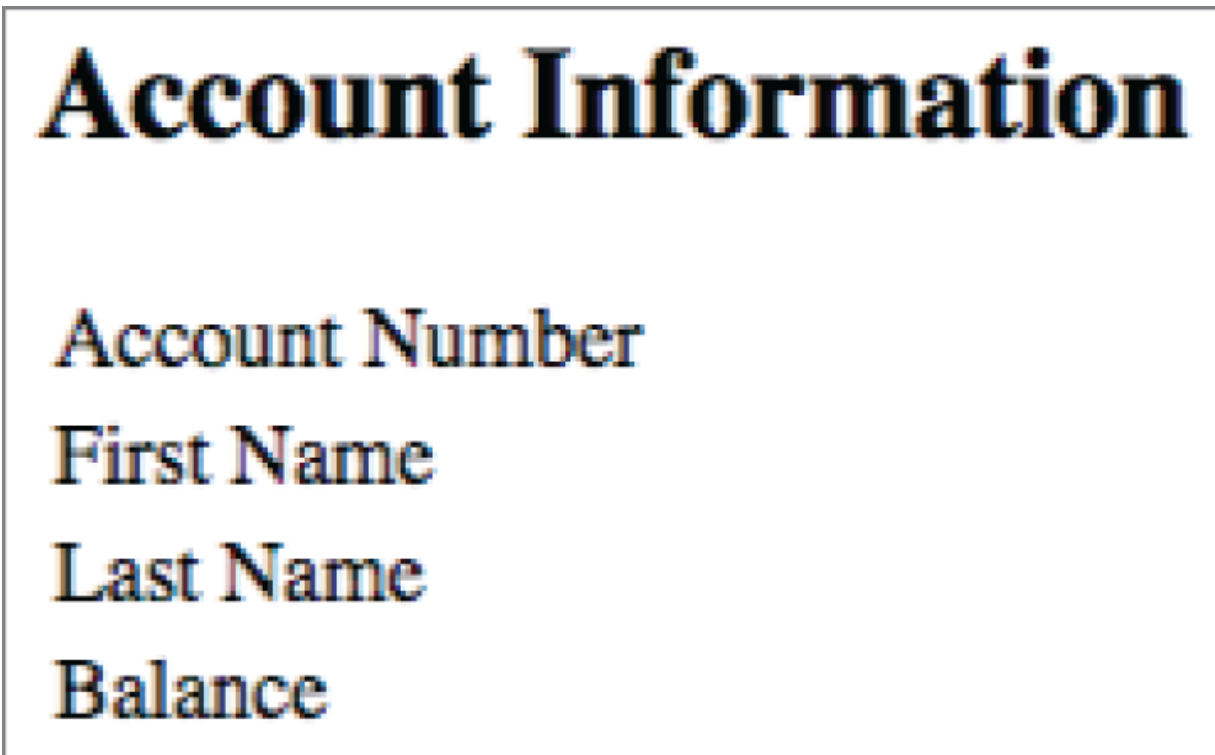 Account Information
Account Number
First Name
Last Name
Balance